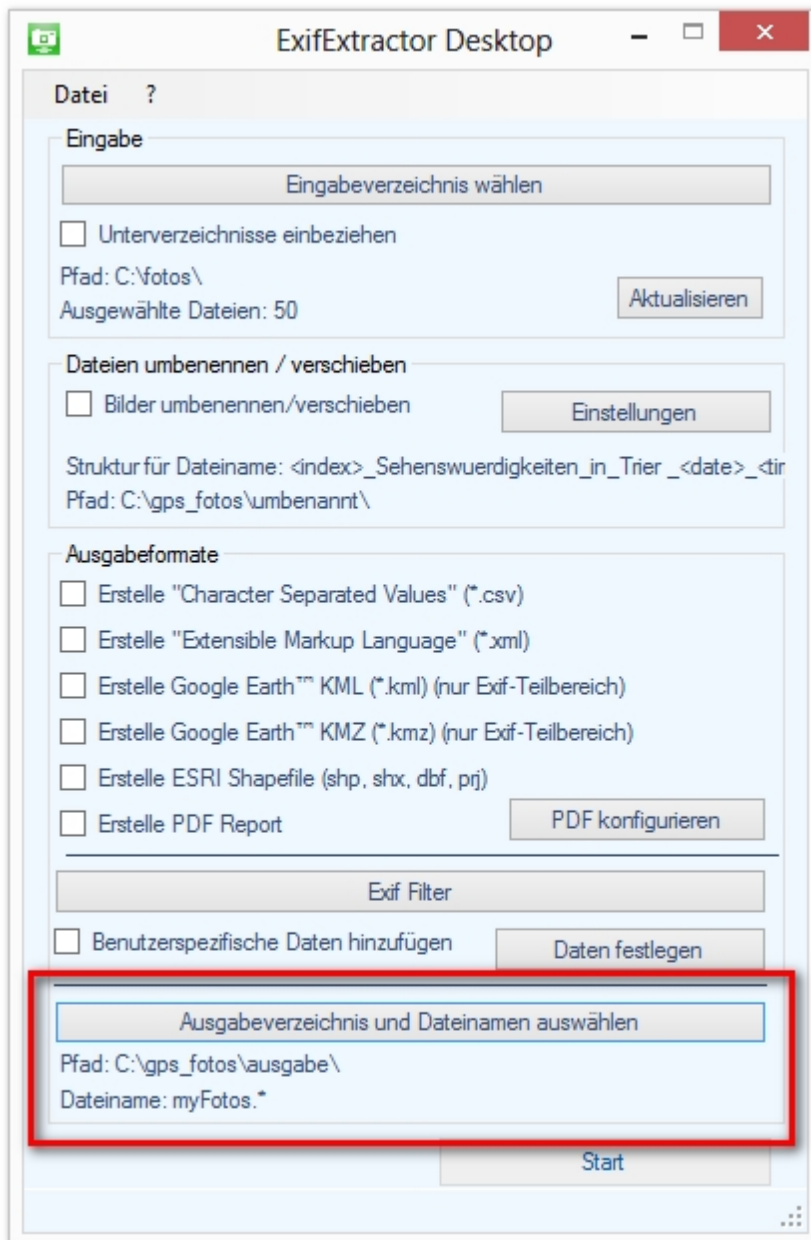 ExifExtractor Desktop
Datei ?
Eingabe
Eingabeverzeichnis wählen
Unterverzeichnisse einbeziehen
Pfad: C:\fotos\
Ausgewählte Dateien: 50
Aktualisieren
Dateien umbenennen / verschieben
Bilder umbenennen/verschieben
Einstellungen
Struktur für Dateiname: <index>_Sehenswuerdigkeiten_in_Trier _<date>_<tir
Pfad: C:\gps_fotos\umbenannt\
Ausgabeformate
Erstelle "Character Separated Values" (*.csv)
Erstelle "Extensible Markup Language" (*.xml)
Erstelle Google Earth™ KML (*.kml) (nur Exif-Teilbereich)
Erstelle Google Earth™ KMZ (*.kmz) (nur Exif-Teilbereich)
Erstelle ESRI Shapefile (shp, shx, dbf, prj)
Erstelle PDF Report
PDF konfigurieren
Exif Filter
Benutzerspezifische Daten hinzufügen
Daten festlegen
Ausgabeverzeichnis und Dateinamen auswählen
Pfad: C:\gps_fotos\ausgabe\
Dateiname: myFotos.*
Start